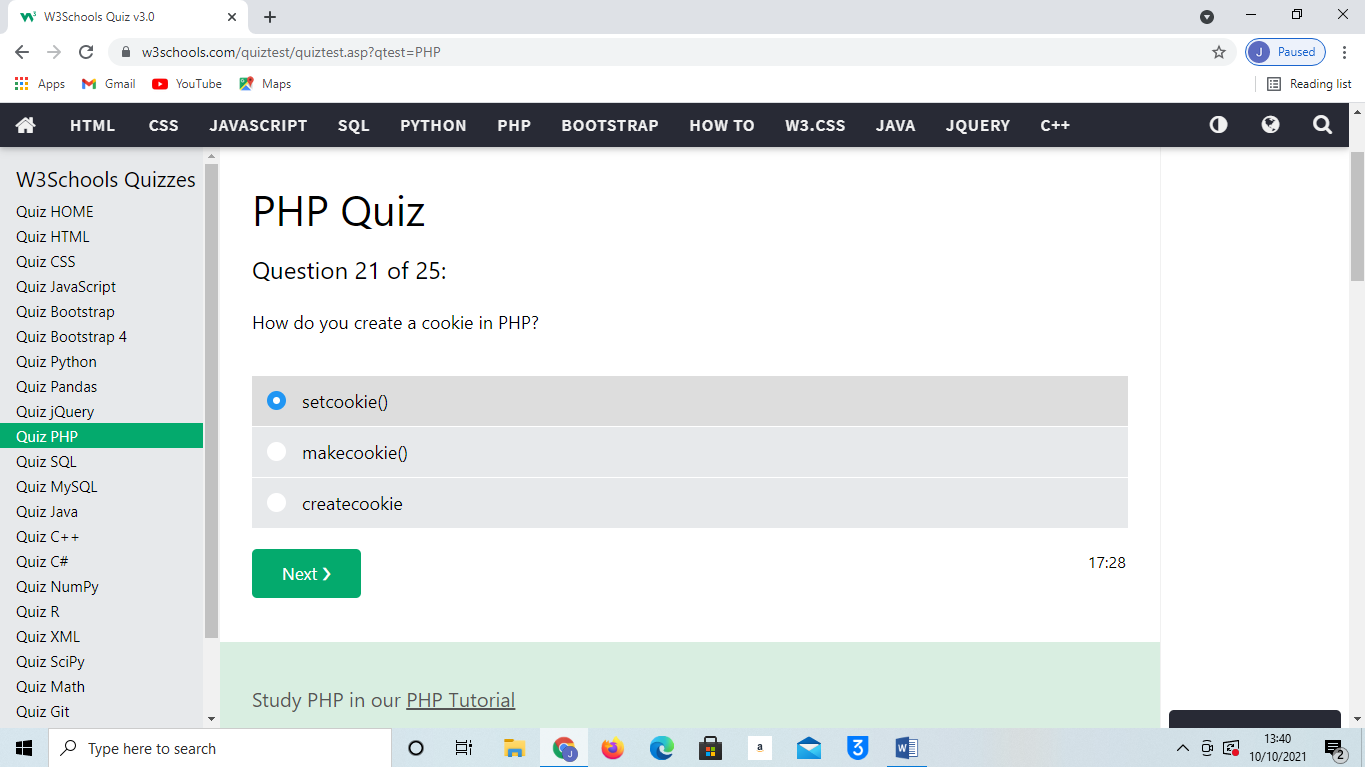 W3Schools Quiz v3.0
w3schools.com/quiztest/quiztest.asp?qtest=PHP
J Paused
Apps Gmail YouTube Maps Reading list
HTML CSS JAVASCRIPT SQL PYTHON PHP BOOTSTRAP HOW TO W3.CSS JAVA JQUERY C++
W3Schools Quizzes
Quiz HOME
Quiz HTML
Quiz CSS
Quiz JavaScript
Quiz Bootstrap
Quiz Bootstrap 4
Quiz Python
Quiz Pandas
Quiz jQuery
Quiz PHP
Quiz SQL
Quiz MySQL
Quiz Java
Quiz C++
Quiz C#
Quiz NumPy
Quiz R
Quiz XML
Quiz SciPy
Quiz Math
Quiz Git
PHP Quiz
Question 21 of 25:
How do you create a cookie in PHP?
setcookie()
makecookie()
createcookie
Next ❯
17:28
Study PHP in our PHP Tutorial
Type here to search
13:40
10/10/2021
2